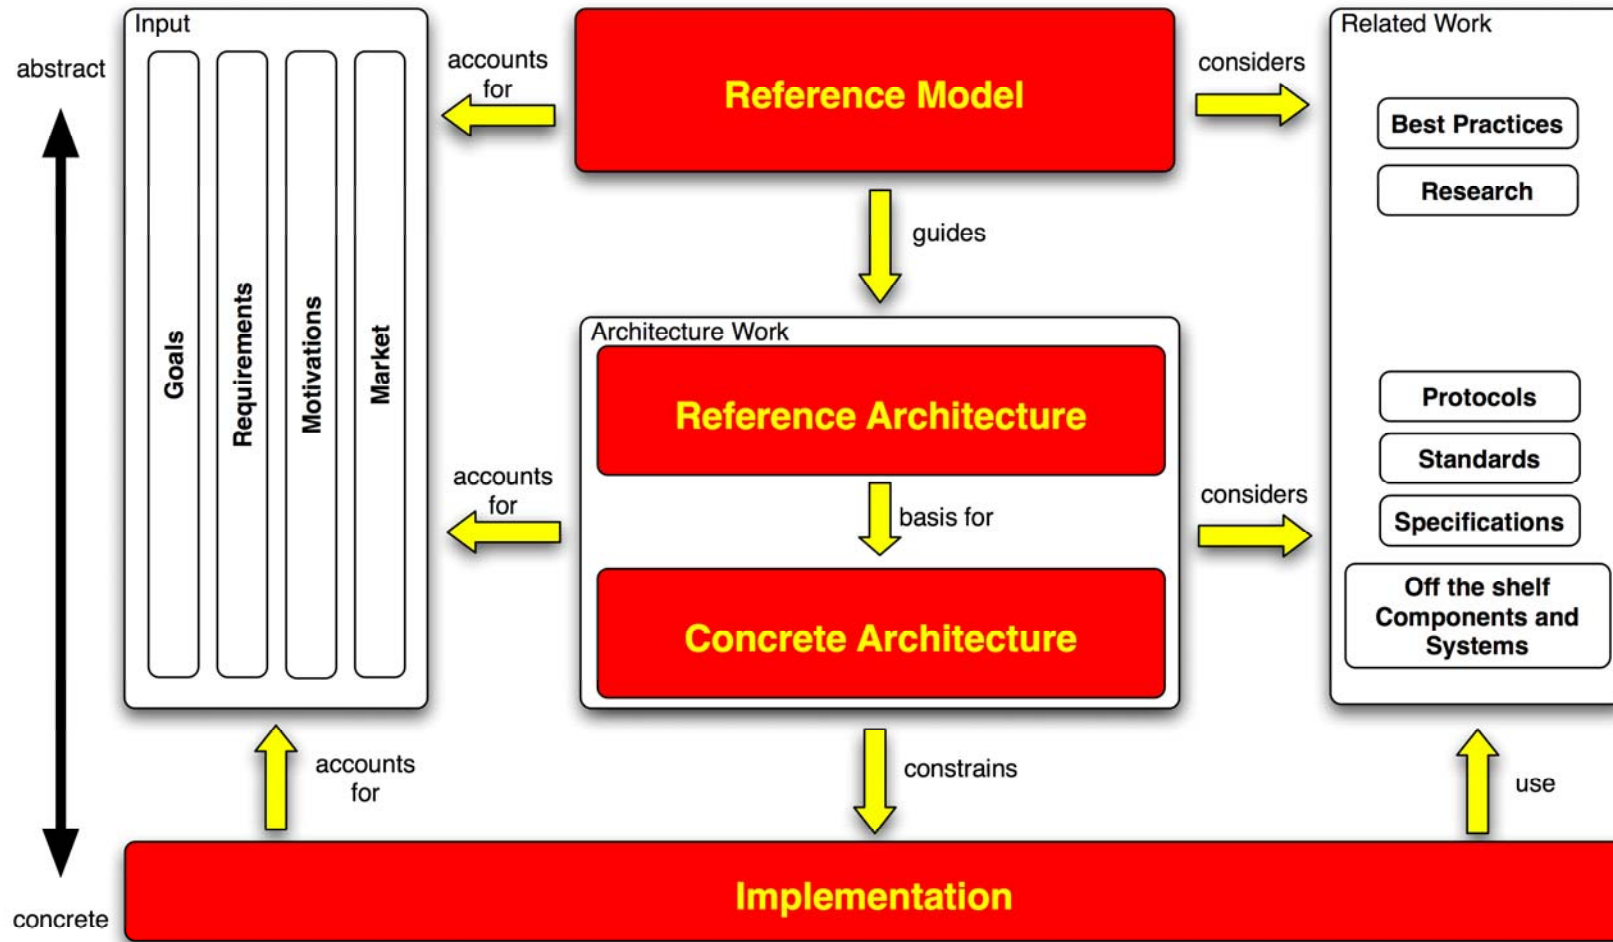 Input
Related Work
abstract
accounts
for
Reference Model
considers
Best Practices
Research
guides
Goals
Requirements
Motivations
Market
Architecture Work
Reference Architecture
Protocols
Standards
Specifications
accounts
for
basis for
considers
Off the shelf
Components and
Systems
Concrete Architecture
accounts
for
constrains
use
Implementation
concrete